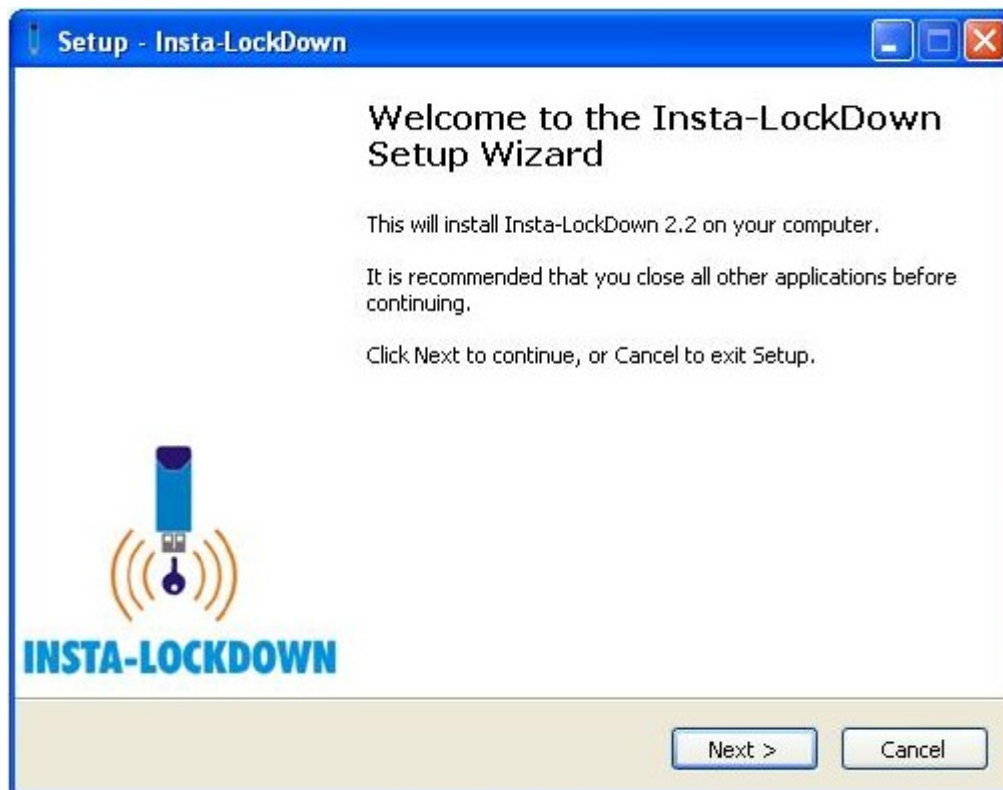 Setup - Insta-LockDown
Welcome to the Insta-LockDown
Setup Wizard
This will install Insta-LockDown 2.2 on your computer.
It is recommended that you close all other applications before
continuing.
Click Next to continue, or Cancel to exit Setup.
INSTA-LOCKDOWN
Next >
Cancel